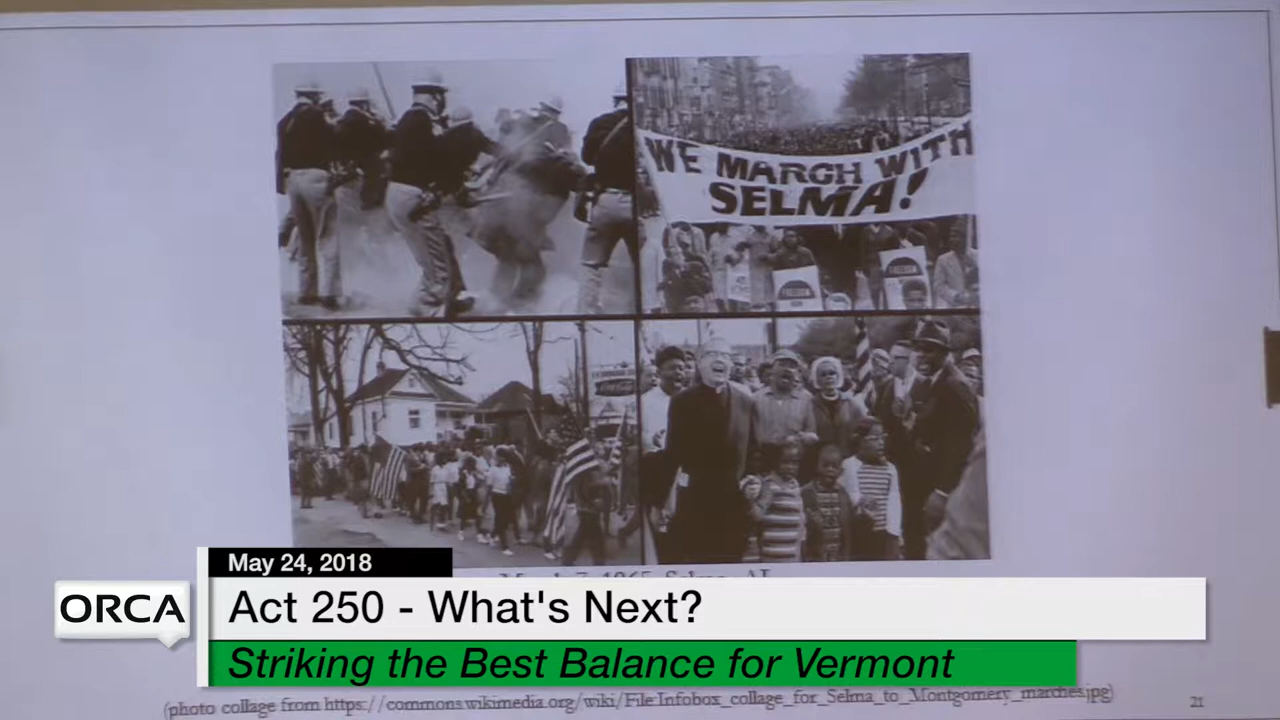 WE MARCH WITH
SELMA!
May 24, 2018
ORCA
Act 250 - What's Next?
Striking the Best Balance for Vermont
(photo collage from https://commons.wikimedia.org/wiki/File:Infobox_collage_for_Selma_to_Montgomery_marches.jpg)
21